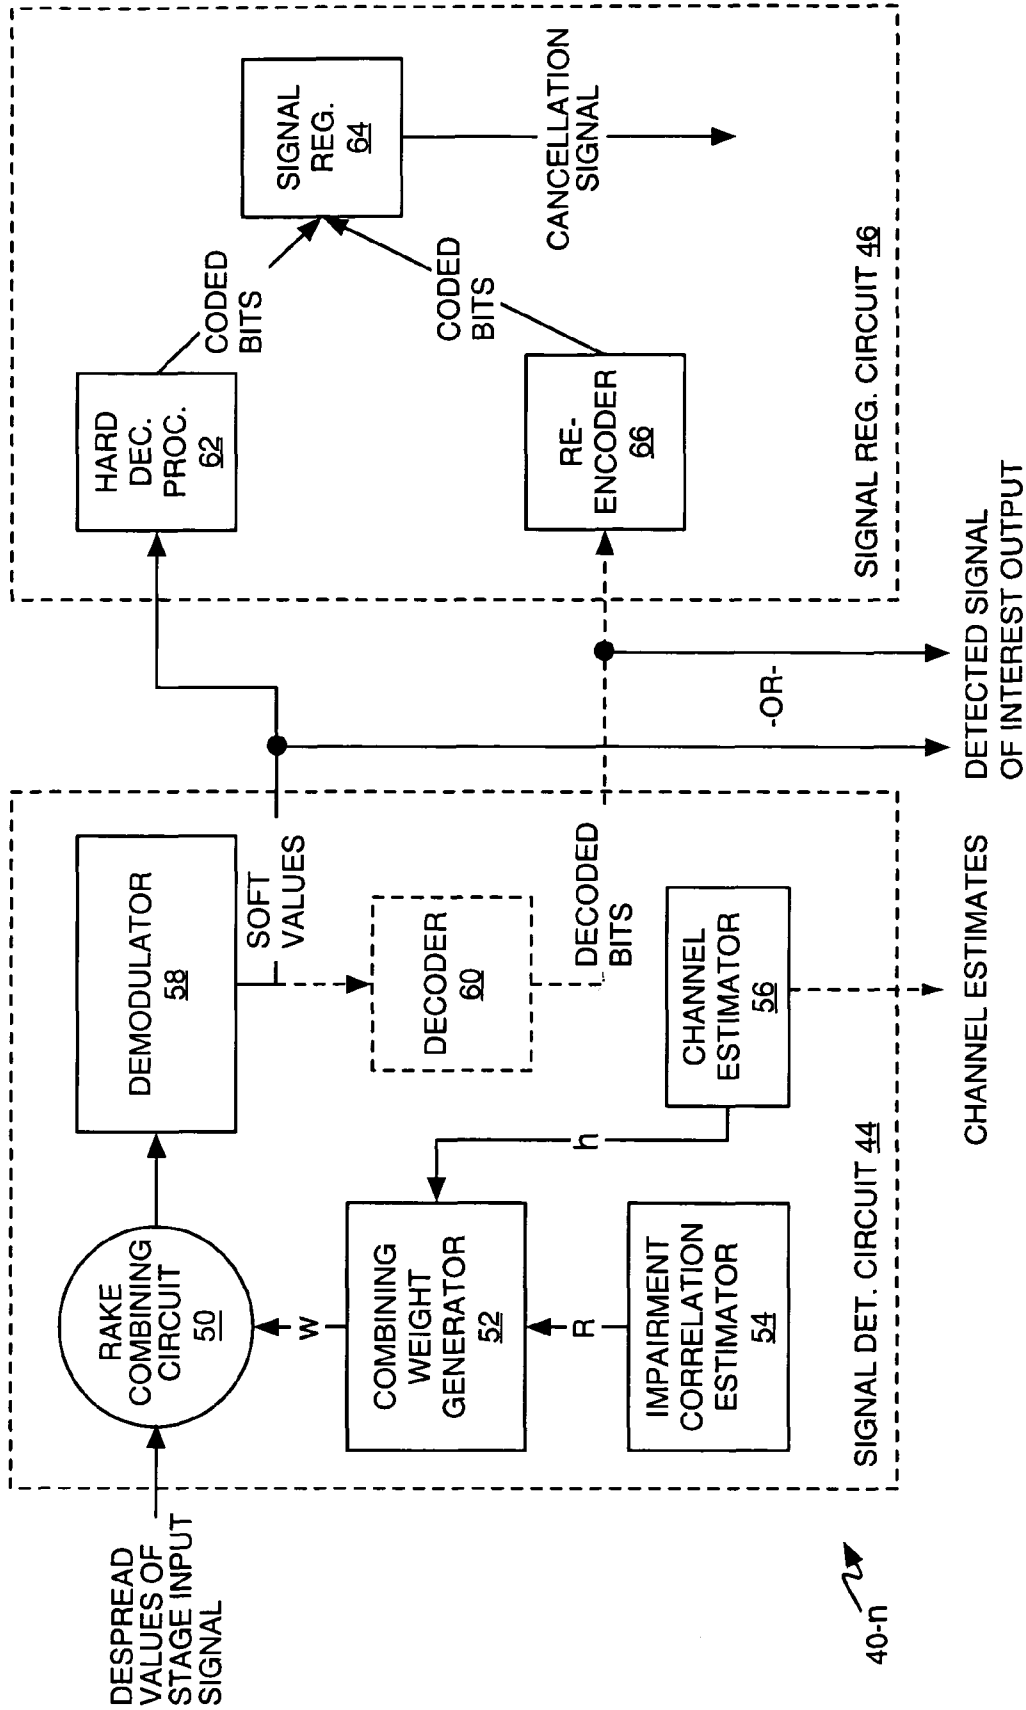 DESPREAD
VALUES OF
STAGE INPUT
SIGNAL
RAKE
COMBINING
CIRCUIT
50
W
COMBINING
WEIGHT
GENERATOR
52
R
IMPAIRMENT
CORRELATION
ESTIMATOR
54
h
DEMODULATOR
58
SOFT
VALUES
DECODER
60
DECODED
BITS
CHANNEL
ESTIMATOR
56
SIGNAL DET. CIRCUIT 44
CHANNEL ESTIMATES
HARD
DEC.
PROC.
62
CODED
BITS
SIGNAL
REG.
64
CODED
BITS
RE-
ENCODER
66
CANCELLATION
SIGNAL
SIGNAL REG. CIRCUIT 46
-OR-
DETECTED SIGNAL
OF INTEREST OUTPUT
40-n